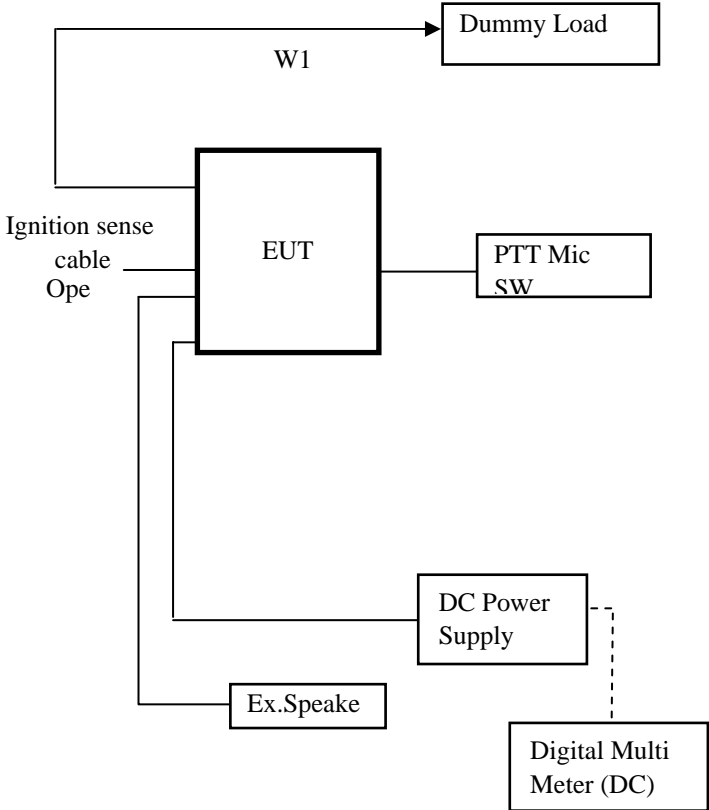 Dummy Load
W1
Ignition sense
cable
Ope
EUT
PTT Mic
SW
DC Power
Supply
Ex.Speake
Digital Multi
Meter (DC)